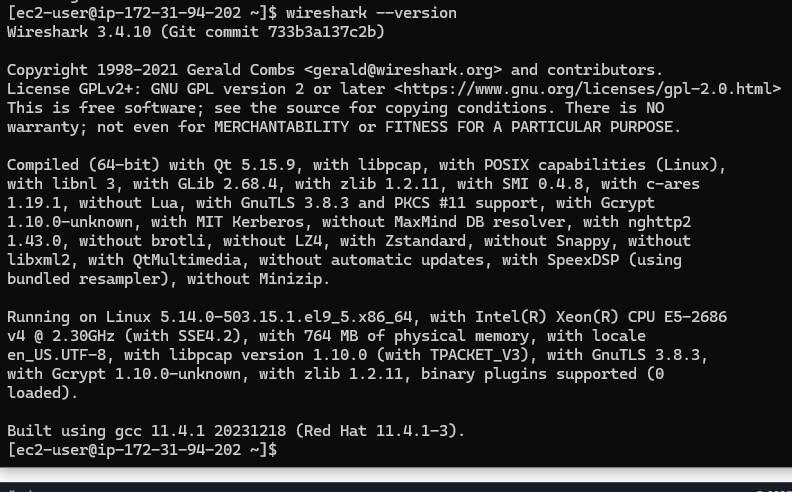 [ec2-user@ip-172-31-94-202 ~]$ wireshark --version
Wireshark 3.4.10 (Git commit 733b3a137c2b)
Copyright 1998-2021 Gerald Combs <gerald@wireshark.org> and contributors.
License GPLv2+: GNU GPL version 2 or later <https://www.gnu.org/licenses/gpl-2.0.html>
This is free software; see the source for copying conditions. There is NO
warranty; not even for MERCHANTABILITY or FITNESS FOR A PARTICULAR PURPOSE.
Compiled (64-bit) with Qt 5.15.9, with libpcap, with POSIX capabilities (Linux),
with libnl 3, with GLib 2.68.4, with zlib 1.2.11, with SMI 0.4.8, with c-ares
1.19.1, without Lua, with GnuTLS 3.8.3 and PKCS #11 support, with Gcrypt
1.10.0-unknown, with MIT Kerberos, without MaxMind DB resolver, with nghttp2
1.43.0, without brotli, without LZ4, with Zstandard, without Snappy, without
libxml2, with QtMultimedia, without automatic updates, with SpeexDSP (using
bundled resampler), without Minizip.
Running on Linux 5.14.0-503.15.1.el9_5.x86_64, with Intel(R) Xeon(R) CPU E5-2686
v4 @ 2.30GHz (with SSE4.2), with 764 MB of physical memory, with locale
en_US.UTF-8, with libpcap version 1.10.0 (with TPACKET_V3), with GnuTLS 3.8.3,
with Gcrypt 1.10.0-unknown, with zlib 1.2.11, binary plugins supported (0
loaded).
Built using gcc 11.4.1 20231218 (Red Hat 11.4.1-3).
[ec2-user@ip-172-31-94-202 ~]$